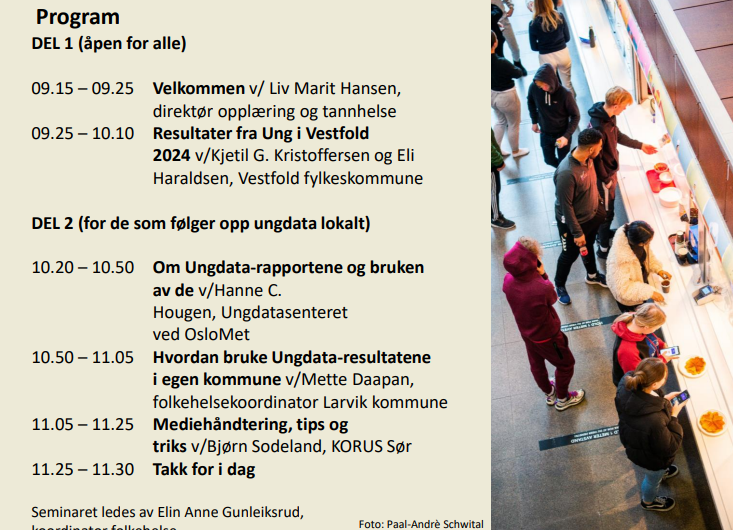 Program
DEL 1 (åpen for alle)
09.15 – 09.25 Velkommen v/ Liv Marit Hansen,
direktør opplæring og tannhelse
09.25 – 10.10 Resultater fra Ung i Vestfold
2024 v/Kjetil G. Kristoffersen og Eli
Haraldsen, Vestfold fylkeskommune
DEL 2 (for de som følger opp ungdata lokalt)
10.20 – 10.50 Om Ungdata-rapportene og bruken
av de v/Hanne C.
Hougen, Ungdatasenteret
ved OsloMet
10.50 – 11.05 Hvordan bruke Ungdata-resultatene
i egen kommune v/Mette Daapan,
folkehelsekoordinator Larvik kommune
11.05 – 11.25 Mediehåndtering, tips og
triks v/Bjørn Sodeland, KORUS Sør
11.25 – 11.30 Takk for i dag
Seminaret ledes av Elin Anne Gunleiksrud,
koordinator folkehelse
Foto: Paal-Andrè Schwital